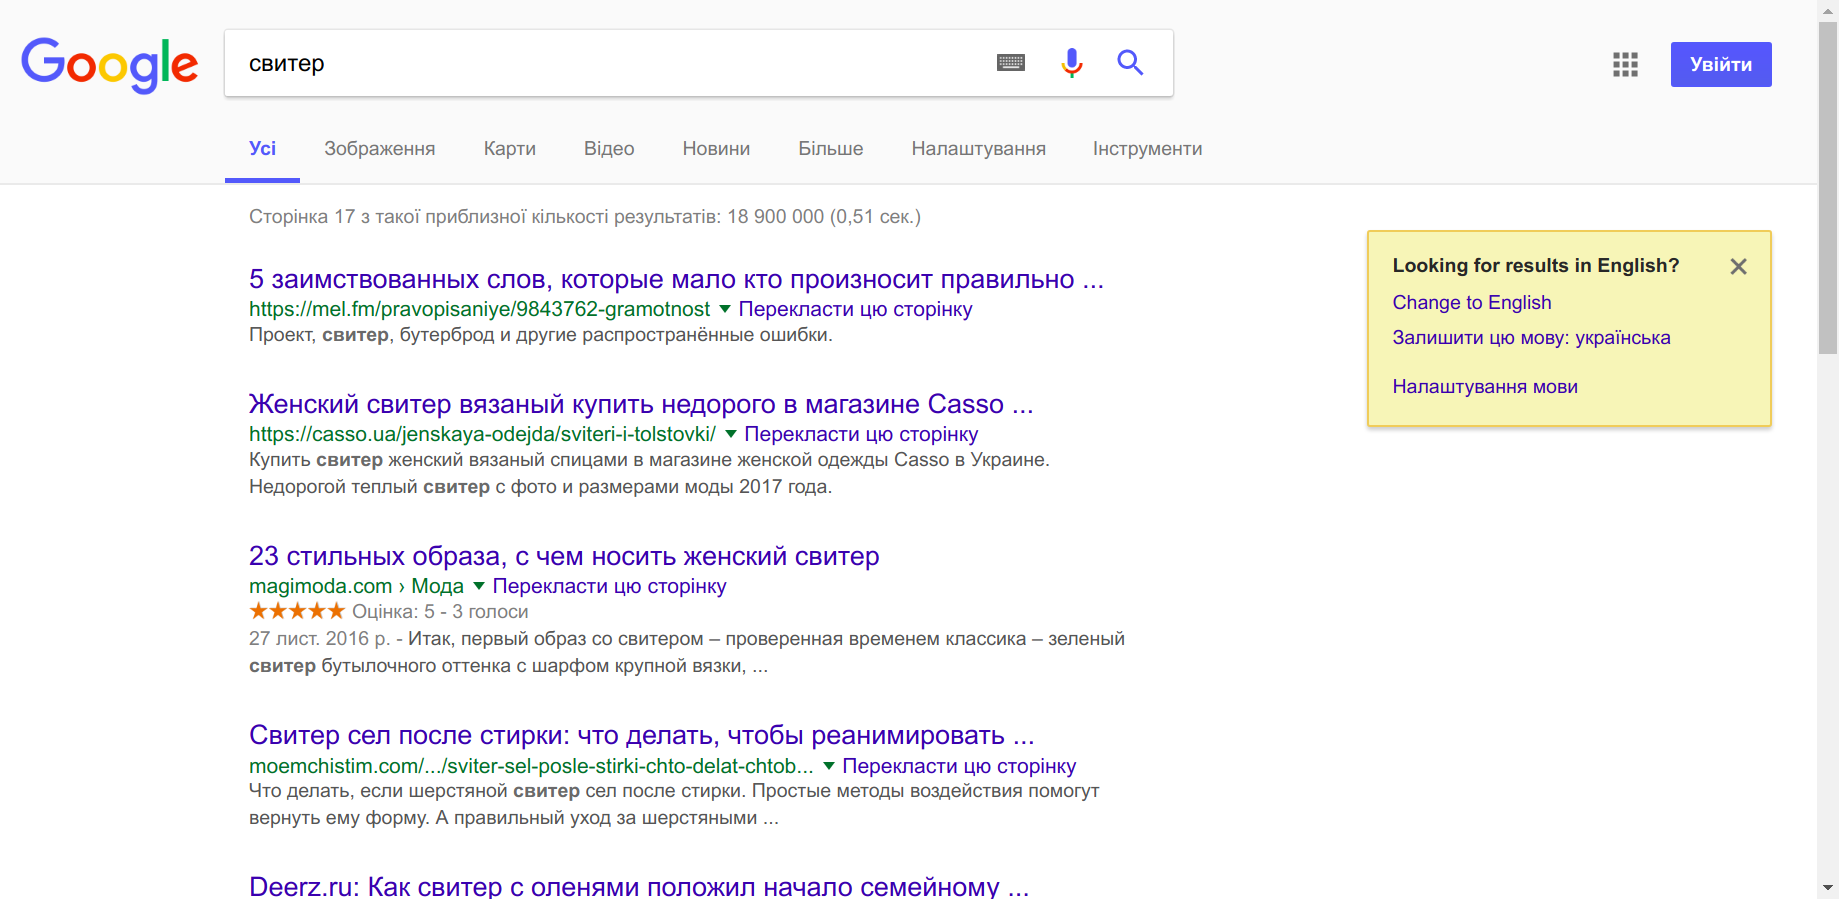 Google
свитер
Увійти
Усі Зображення Карти Відео Новини Більше Налаштування Інструменти
Сторінка 17 з такої приблизної кількості результатів: 18 900 000 (0,51 сек.)
5 заимствованных слов, которые мало кто произносит правильно ...
https://mel.fm/pravopisaniye/9843762-gramotnost ▼ Перекласти цю сторінку
Проект, свитер, бутерброд и другие распространённые ошибки.
Женский свитер вязаный купить недорого в магазине Casso ...
https://casso.ua/jenskaya-odejda/sviteri-i-tolstovki/ ▼ Перекласти цю сторінку
Купить свитер женский вязаный спицами в магазине женской одежды Casso в Украине.
Недорогой теплый свитер с фото и размерами моды 2017 года.
23 стильных образа, с чем носить женский свитер
magimoda.com › Мода ▼ Перекласти цю сторінку
★★★★★ Оцінка: 5 - 3 голоси
27 лист. 2016 р. - Итак, первый образ со свитером – проверенная временем классика – зеленый
свитер бутылочного оттенка с шарфом крупной вязки, ...
Свитер сел после стирки: что делать, чтобы реанимировать ...
moemchistim.com/.../sviter-sel-posle-stirki-chto-delat-chtob... ▼ Перекласти цю сторінку
Что делать, если шерстяной свитер сел после стирки. Простые методы воздействия помогут
вернуть ему форму. А правильный уход за шерстяными ...
Deerz.ru: Как свитер с оленями положил начало семейному ...
Looking for results in English?
Change to English
Залишити цю мову: українська
Налаштування мови